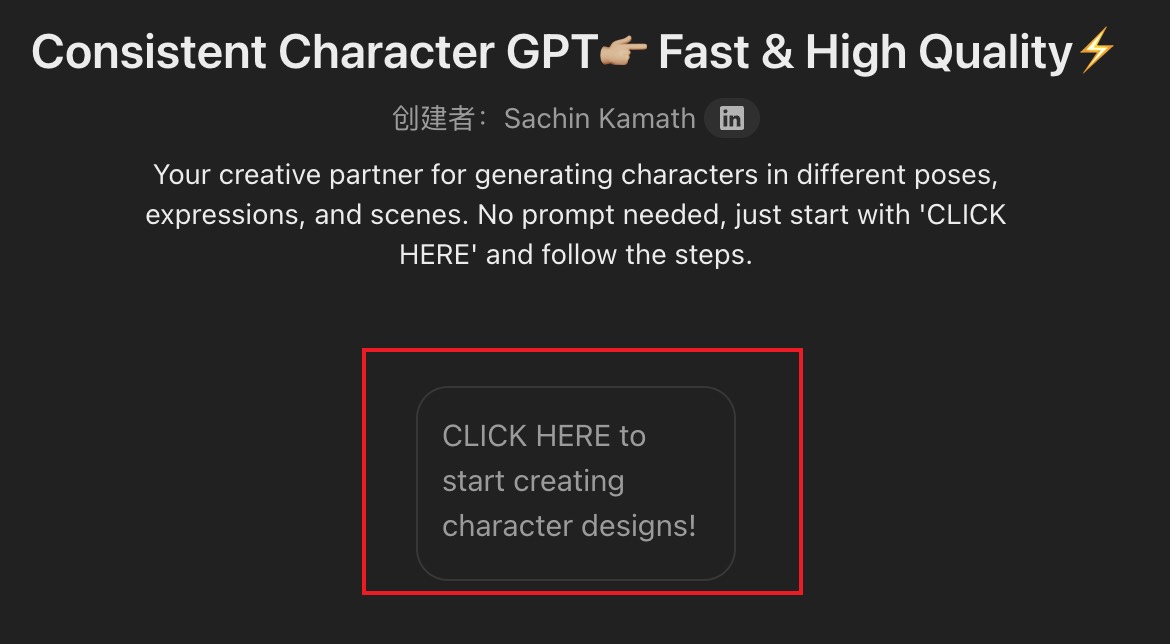 Consistent Character GPT👉🏼 Fast & High Quality⚡
创建者：Sachin Kamath in
Your creative partner for generating characters in different poses,
expressions, and scenes. No prompt needed, just start with 'CLICK
HERE' and follow the steps.
CLICK HERE to
start creating
character designs!